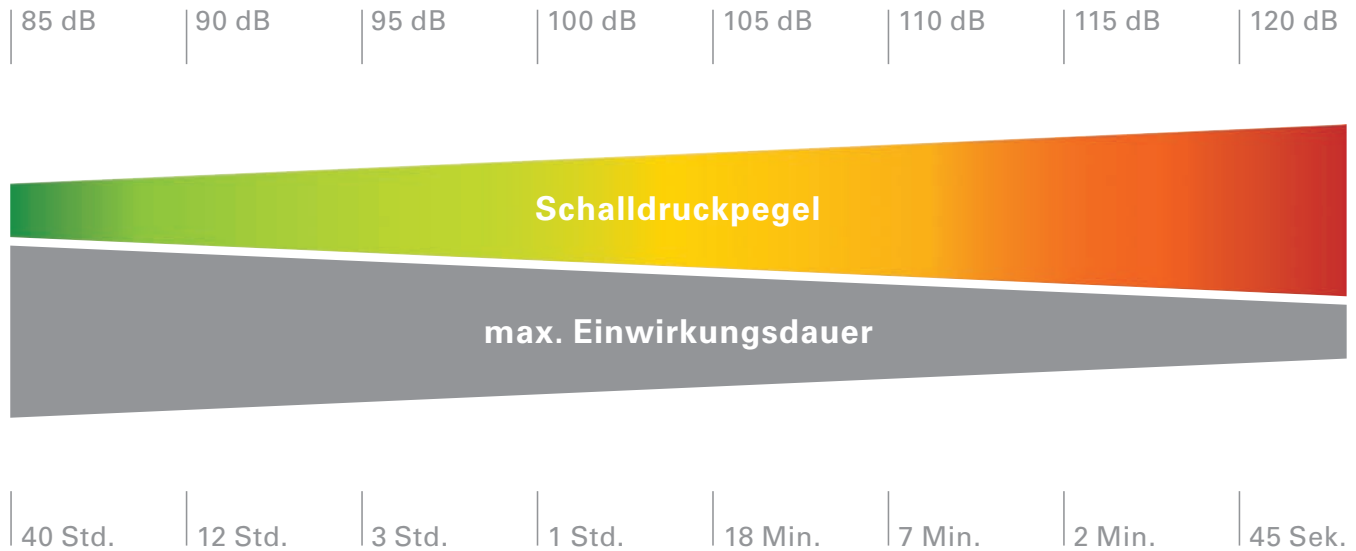 85 dB 90 dB 95 dB 100 dB 105 dB 110 dB 115 dB 120 dB
Schalldruckpegel
max. Einwirkungsdauer
40 Std. 12 Std. 3 Std. 1 Std. 18 Min. 7 Min. 2 Min. 45 Sek.